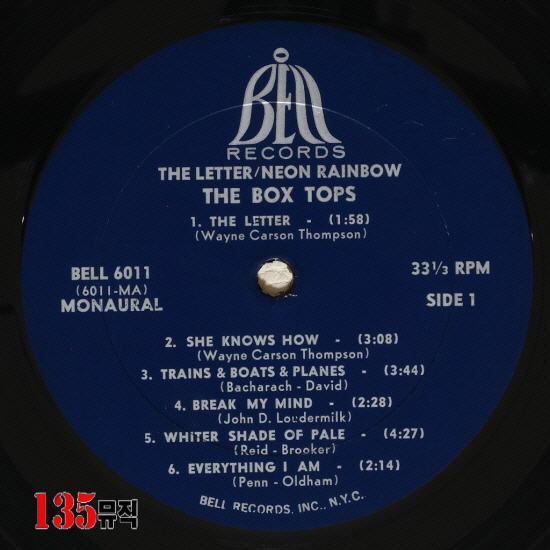 BELL
RECORDS
THE LETTER/NEON RAINBOW
THE BOX TOPS
1. THE LETTER - (1:58)
(Wayne Carson Thompson)
BELL 6011
(6011-MA)
MONAURAL
33⅓ RPM
SIDE 1
2. SHE KNOWS HOW - (3:08)
(Wayne Carson Thompson)
3. TRAINS & BOATS & PLANES - (3:44)
(Bacharach - David)
4. BREAK MY MIND - (2:28)
(John D. Loudermilk)
5. WHITER SHADE OF PALE - (4:27)
(Reid - Brooker)
6. EVERYTHING I AM - (2:14)
(Penn - Oldham)
BELL RECORDS, INC., N.Y.C.
135뮤직